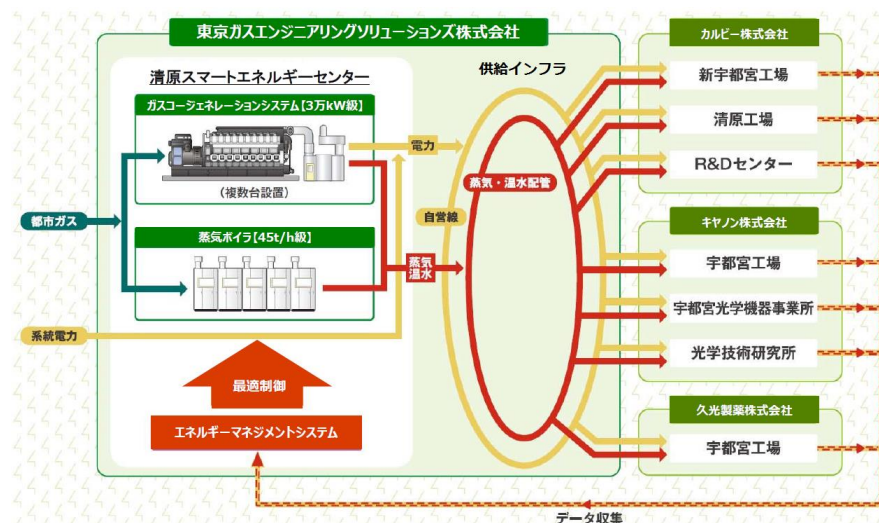 東京ガスエンジニアリングソリューションズ株式会社
清原スマートエネルギーセンター
ガスコージェネレーションシステム【3万kW級】
(複数台設置)
都市ガス
蒸気ボイラ【45t/h級】
系統電力
最適制御
エネルギーマネジメントシステム
電力
蒸気
温水
供給インフラ
蒸気・温水配管
自営線
カルビー株式会社
新宇都宮工場
清原工場
R&Dセンター
キヤノン株式会社
宇都宮工場
宇都宮光学機器事業所
光学技術研究所
久光製薬株式会社
宇都宮工場
データ収集